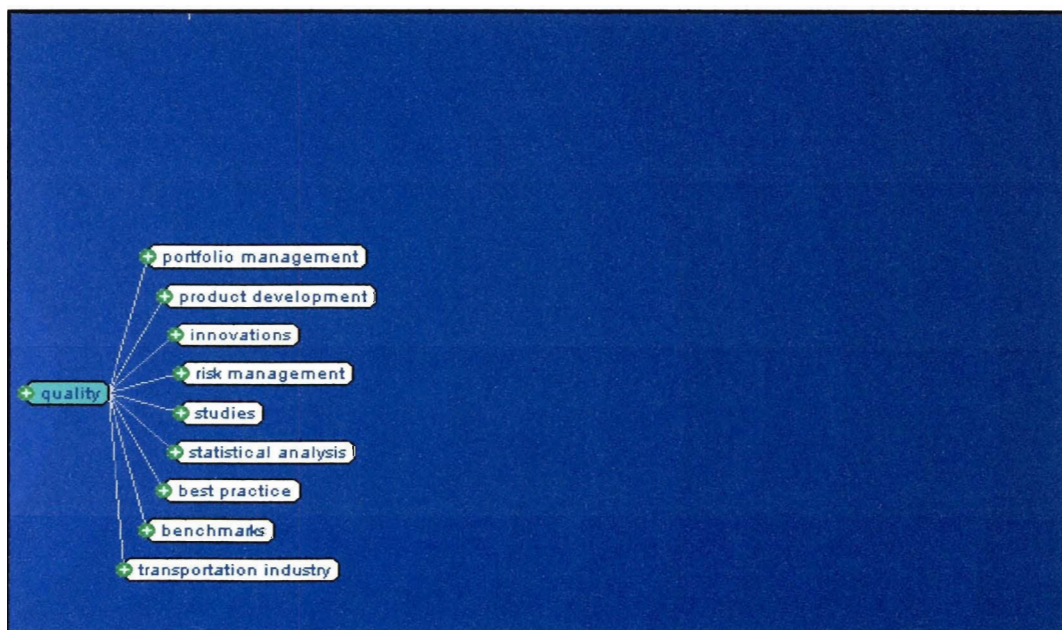 portfolio management
product development
innovations
risk management
quality
studies
statistical analysis
best practice
benchmarks
transportation industry